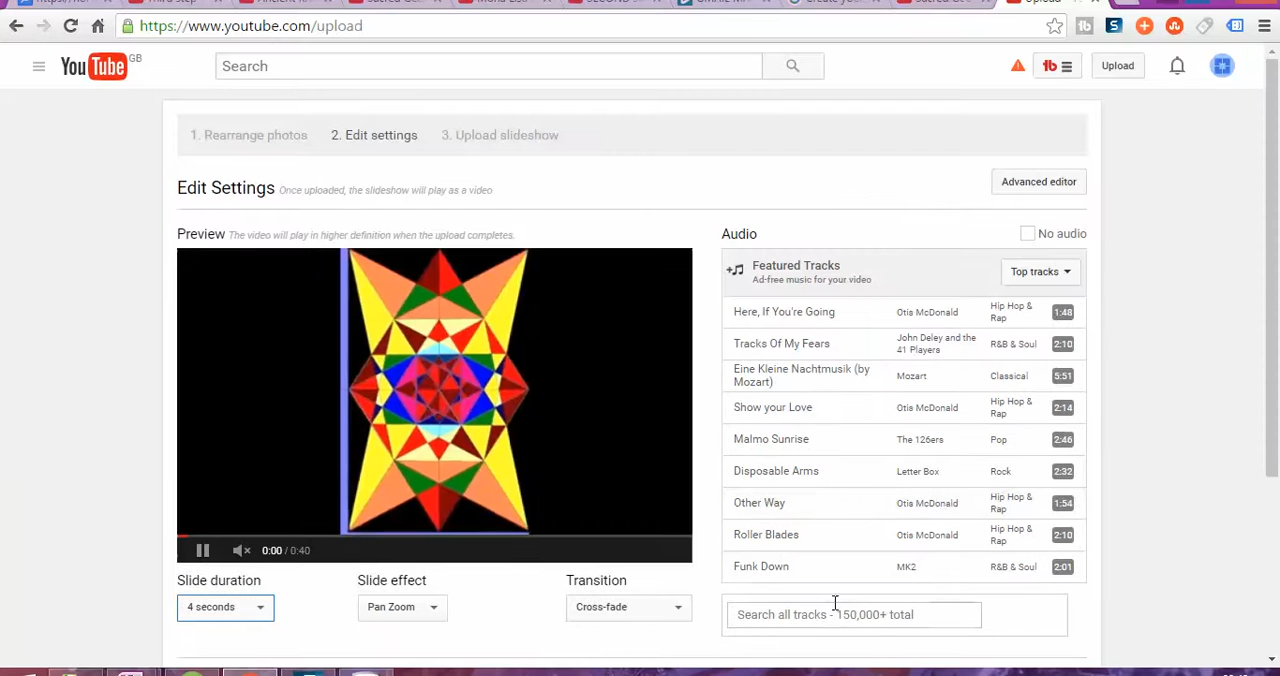 https://www.youtube.com/upload
YouTube GB
Search
Upload
1. Rearrange photos 2. Edit settings 3. Upload slideshow
Edit Settings Once uploaded, the slideshow will play as a video
Advanced editor
Preview The video will play in higher definition when the upload completes.
Audio
No audio
Featured Tracks
Ad-free music for your video
Top tracks
Here, If You're Going Otis McDonald Hip Hop & Rap 1:48
Tracks Of My Fears John Deley and the 41 Players R&B & Soul 2:10
Eine Kleine Nachtmusik (by Mozart) Mozart Classical 5:51
Show your Love Otis McDonald Hip Hop & Rap 2:14
Malmo Sunrise The 126ers Pop 2:46
Disposable Arms Letter Box Rock 2:32
Other Way Otis McDonald Hip Hop & Rap 1:54
Roller Blades Otis McDonald Hip Hop & Rap 2:10
Funk Down MK2 R&B & Soul 2:01
0:00 / 0:40
Slide duration Slide effect Transition
4 seconds Pan Zoom Cross-fade
Search all tracks - 150,000+ total